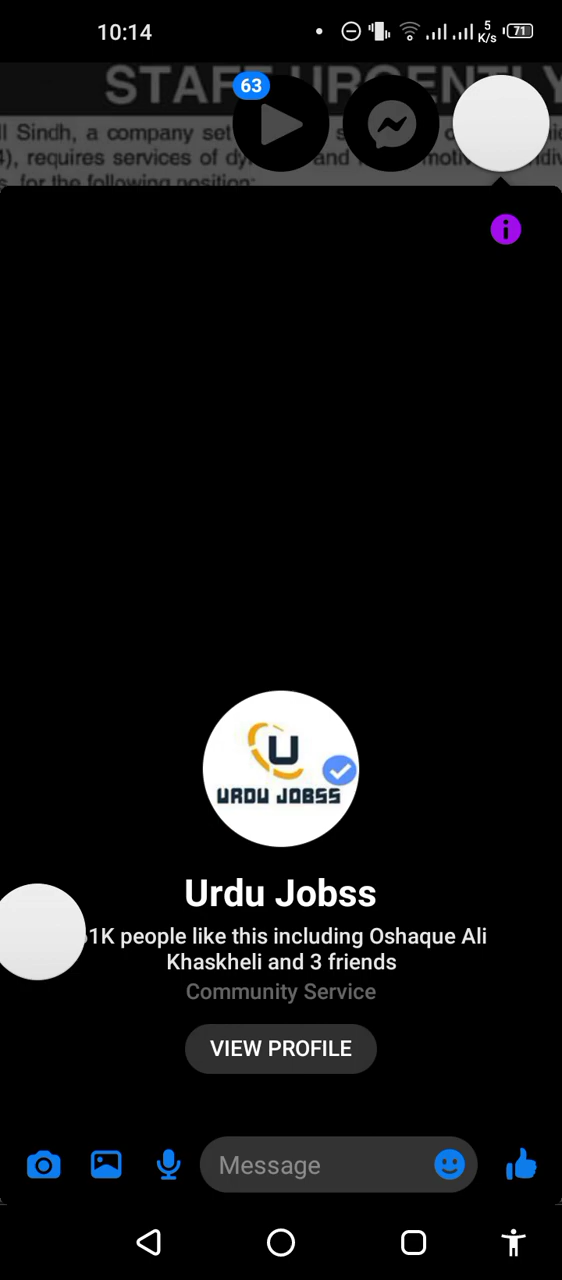 10:14
5
K/s
71
STAFF URGENTLY
63
ll Sindh, a company set
4), requires services of and
s, for the following position:
U
URDU JOBSS
Urdu Jobss
1K people like this including Oshaque Ali
Khaskheli and 3 friends
Community Service
VIEW PROFILE
Message